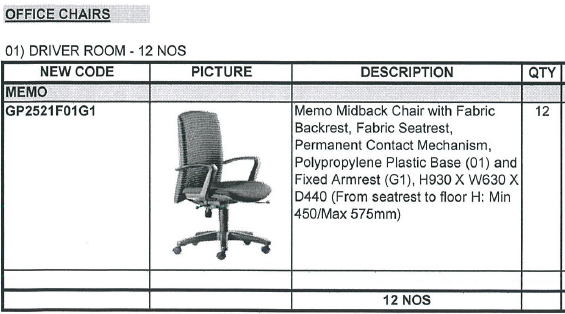 OFFICE CHAIRS
01) DRIVER ROOM - 12 NOS
NEW CODE PICTURE DESCRIPTION QTY
MEMO
GP2521F01G1 Memo Midback Chair with Fabric 12
Backrest, Fabric Seatrest,
Permanent Contact Mechanism,
Polypropylene Plastic Base (01) and
Fixed Armrest (G1), H930 X W630 X
D440 (From seatrest to floor H: Min
450/Max 575mm)
12 NOS